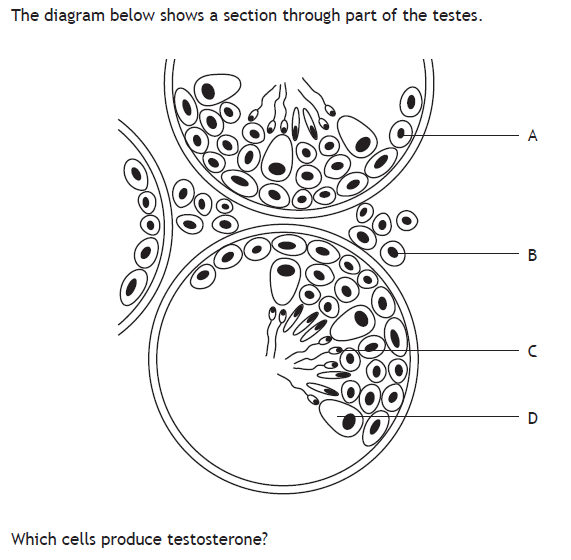 The diagram below shows a section through part of the testes.
A
B
C
D
Which cells produce testosterone?